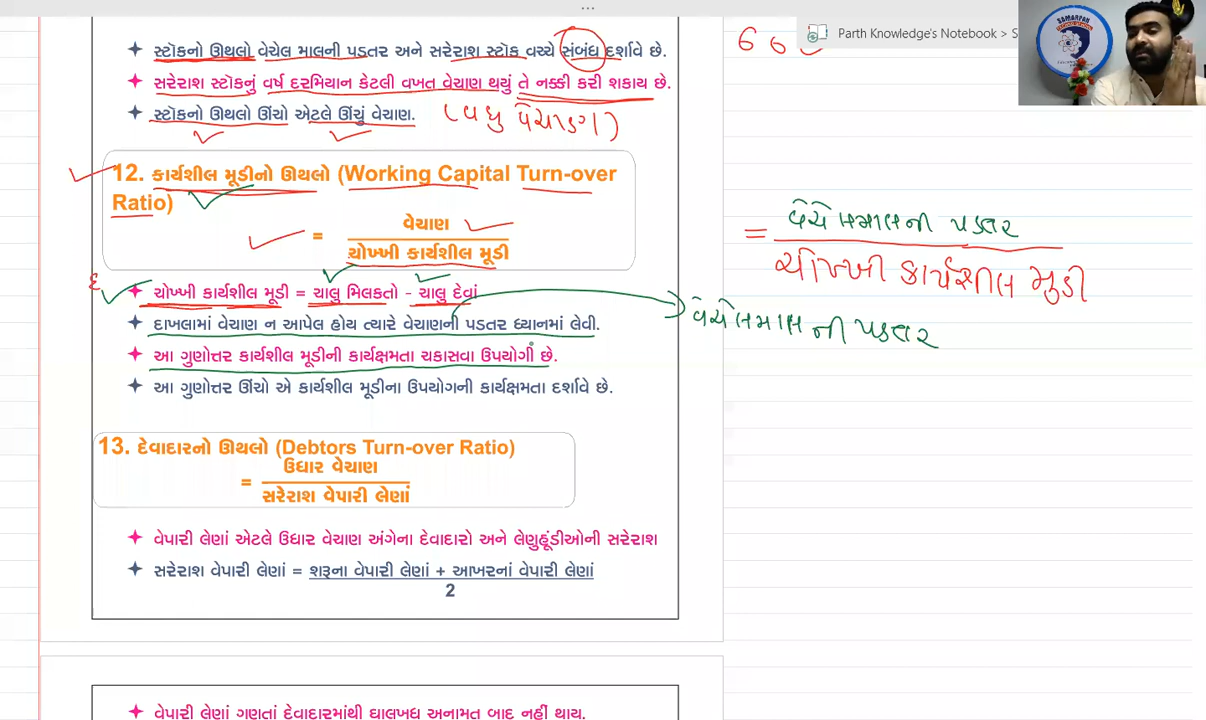 SAMARPAN
Parth Knowledge's Notebook > S
✦ સ્ટૉકનો ઊથલો વેચેલ માલની પડતર અને સરેરાશ સ્ટૉક વચ્ચે સંબંધ દર્શાવે છે.
✦ સરેરાશ સ્ટૉકનું વર્ષ દરમિયાન કેટલી વખત વેચાણ થયું તે નક્કી કરી શકાય છે.
✦ સ્ટૉકનો ઊથલો ઊંચો એટલે ઊંચું વેચાણ. (વધુ વેચાણ)
12. કાર્યશીલ મૂડીનો ઊથલો (Working Capital Turn-over
Ratio)
વેચાણ
=
ચોખ્ખી કાર્યશીલ મૂડી
= વેચેલમાલની પડતર
ચોખ્ખી કાર્યશીલ મુડી
✦ ચોખ્ખી કાર્યશીલ મૂડી = ચાલુ મિલકતો - ચાલુ દેવાં
✦ દાખલામાં વેચાણ ન આપેલ હોય ત્યારે વેચાણની પડતર ધ્યાનમાં લેવી.
વેચેલમાલ ની પડતર
✦ આ ગુણોત્તર કાર્યશીલ મૂડીની કાર્યક્ષમતા ચકાસવા ઉપયોગી છે.
✦ આ ગુણોત્તર ઊંચો એ કાર્યશીલ મૂડીના ઉપયોગની કાર્યક્ષમતા દર્શાવે છે.
13. દેવાદારનો ઊથલો (Debtors Turn-over Ratio)
ઉધાર વેચાણ
=
સરેરાશ વેપારી લેણાં
✦ વેપારી લેણાં એટલે ઉધાર વેચાણ અંગેના દેવાદારો અને લેણુહૂંડીઓની સરેરાશ
✦ સરેરાશ વેપારી લેણાં = શરૂના વેપારી લેણાં + આખરનાં વેપારી લેણાં
2
✦ વેપારી લેણાં ગણતાં દેવાદારમાંથી ઘાલખધ અનામત બાદ નહીં થાય.